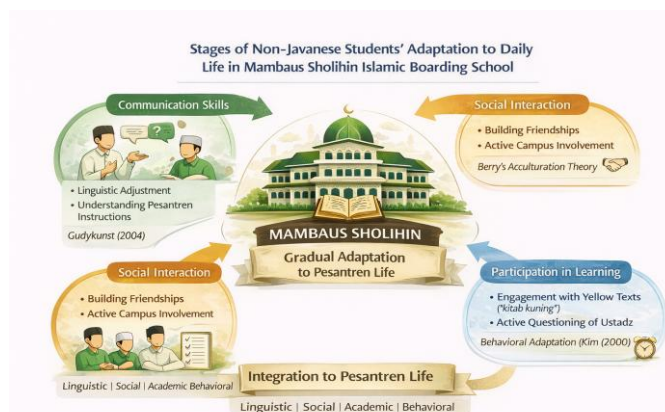 Stages of Non-Javanese Students' Adaptation to Daily
Life in Mambaus Sholihin Islamic Boarding School
Communication Skills
?
• Linguistic Adjustment
• Understanding Pesantren
Instructions
Gudykunst (2004)
Social Interaction
• Building Friendships
• Active Campus Involvement
Berry's Acculturation Theory
MAMBAUS SHOLIHIN
Gradual Adaptation
to Pesantren Life
Social Interaction
• Building Friendships
• Active Campus Involvement
Linguistic | Social | Academic Behavioral
Participation in Learning
• Engagement with Yellow Texts
("kitab kuning")
• Active Questioning of Ustadz
Behavioral Adaptation (Kim (2000)
Integration to Pesantren Life
Linguistic | Social | Academic | Behavioral